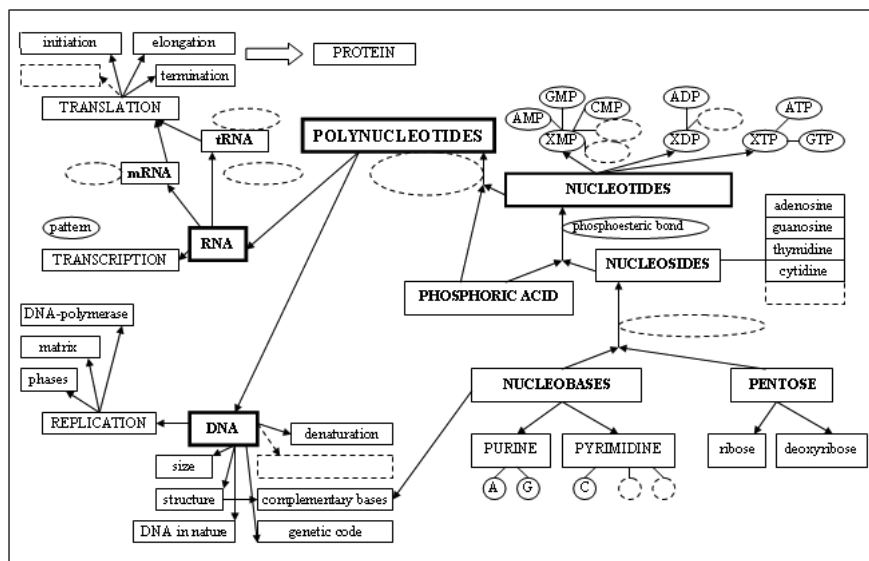 initiation
elongation
PROTEIN
termination
TRANSLATION
tRNA
mRNA
pattern
RNA
TRANSCRIPTION
POLYNUCLEOTIDES
GMP
CMP
AMP
XMP
ADP
XDP
ATP
XTP
GTP
NUCLEOTIDES
phosphoesteric bond
adenosine
guanosine
thymidine
cytidine
NUCLEOSIDES
PHOSPHORIC ACID
DNA-polymerase
matrix
phases
REPLICATION
DNA
denaturation
size
structure
complementary bases
DNA in nature
genetic code
NUCLEOBASES
PENTOSE
PURINE
PYRIMIDINE
ribose
deoxyribose
A
G
C